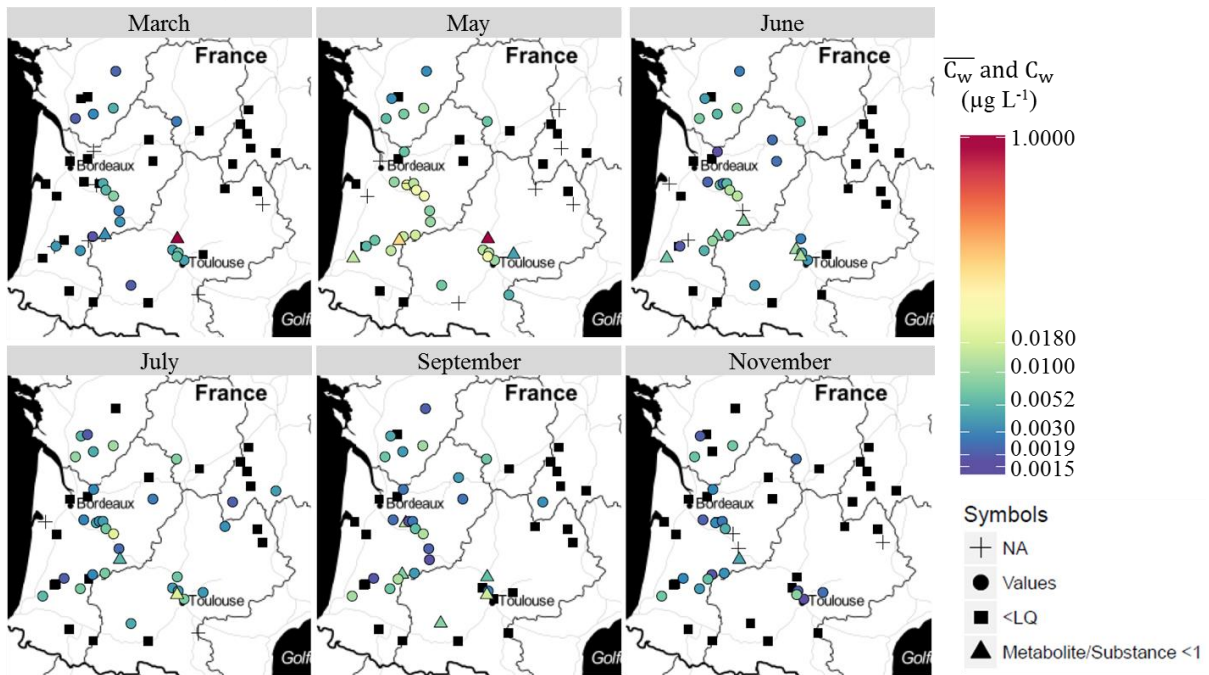 March
May
June
France
Bordeaux
Toulouse
Golf
France
Bordeaux
Toulouse
Golf
France
Bordeaux
Toulouse
Golf
C̅w̅ and Cw
(µg L-1)
1.0000
0.0180
0.0100
0.0052
0.0030
0.0019
0.0015
July
September
November
France
Bordeaux
Toulouse
Golf
France
Bordeaux
Toulouse
Golf
France
Bordeaux
Toulouse
Golf
Symbols
NA
Values
<LQ
Metabolite/Substance <1